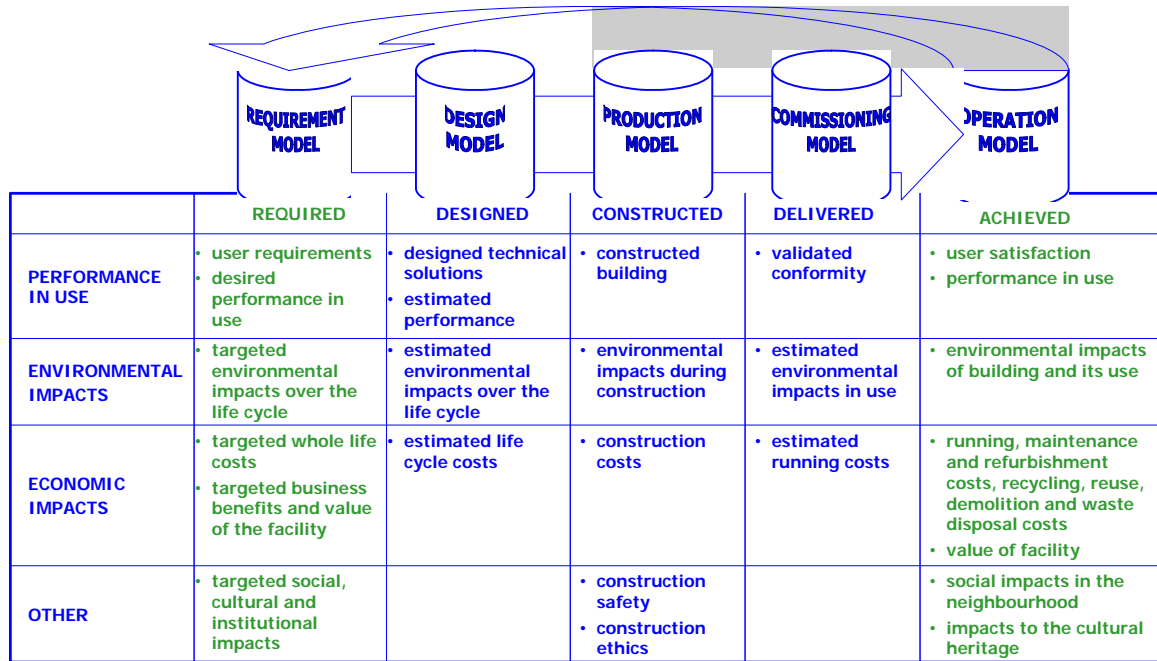 REQUIREMENT
MODEL
DESIGN
MODEL
PRODUCTION
MODEL
COMMISSIONING
MODEL
OPERATION
MODEL
REQUIRED
DESIGNED
CONSTRUCTED
DELIVERED
ACHIEVED
PERFORMANCE
IN USE
• user requirements
• desired
performance in
use
• designed technical
solutions
• estimated
performance
• constructed
building
• validated
conformity
• user satisfaction
• performance in use
ENVIRONMENTAL
IMPACTS
• targeted
environmental
impacts over the
life cycle
• estimated
environmental
impacts over the
life cycle
• environmental
impacts during
construction
• estimated
environmental
impacts in use
• environmental impacts
of building and its use
ECONOMIC
IMPACTS
• targeted whole life
costs
• targeted business
benefits and value
of the facility
• estimated life
cycle costs
• construction
costs
• estimated
running costs
• running, maintenance
and refurbishment
costs, recycling, reuse,
demolition and waste
disposal costs
• value of facility
OTHER
• targeted social,
cultural and
institutional
impacts
• construction
safety
• construction
ethics
• social impacts in the
neighbourhood
• impacts to the cultural
heritage